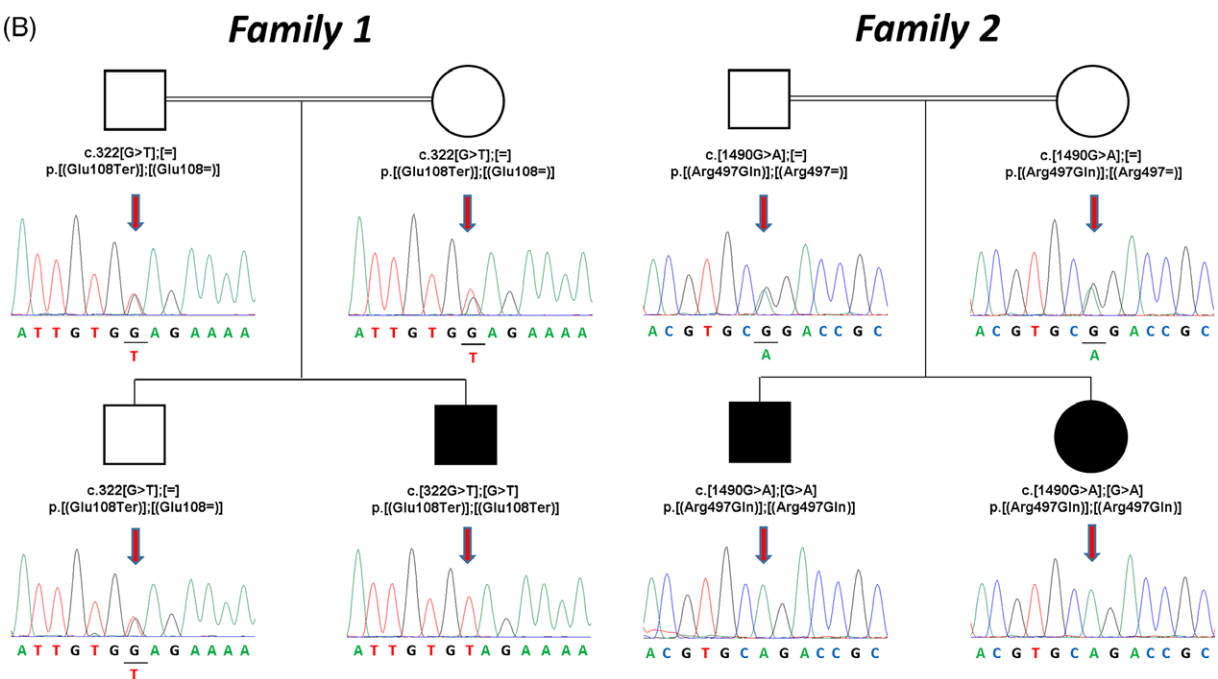 (B)
Family 1
Family 2
c.322[G>T];[=]
p.[(Glu108Ter)];[(Glu108=)]
c.322[G>T];[=]
p.[(Glu108Ter)];[(Glu108=)]
c.[1490G>A];[=]
p.[(Arg497Gln)];[(Arg497=)]
c.[1490G>A];[=]
p.[(Arg497Gln)];[(Arg497=)]
A T T G T G G A G A A A A
T
A T T G T G G A G A A A A
T
A C G T G C G G A C C G C
A
A C G T G C G G A C C G C
A
c.322[G>T];[=]
p.[(Glu108Ter)];[(Glu108=)]
c.[322G>T];[G>T]
p.[(Glu108Ter)];[(Glu108Ter)]
c.[1490G>A];[G>A]
p.[(Arg497Gln)];[(Arg497Gln)]
c.[1490G>A];[G>A]
p.[(Arg497Gln)];[(Arg497Gln)]
A T T G T G G A G A A A A
T
A T T G T G T A G A A A A
A C G T G C A G A C C G C
A C G T G C A G A C C G C